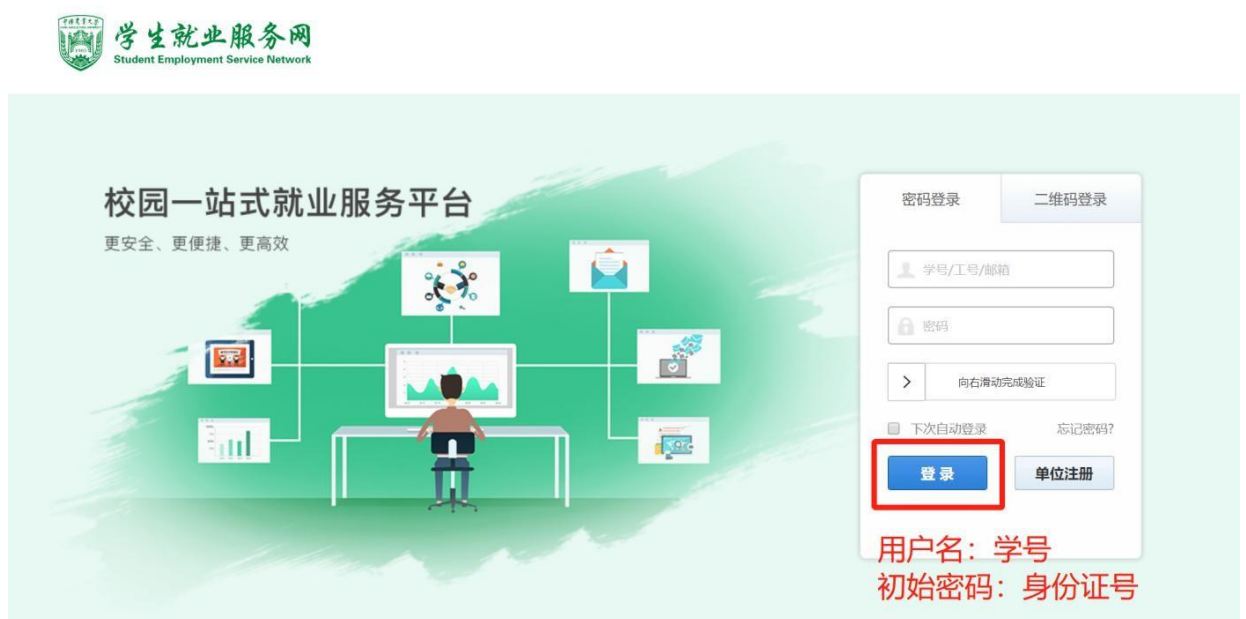 学生就业服务网
Student Employment Service Network
校园一站式就业服务平台
更安全、更便捷、更高效
密码登录
二维码登录
学号/工号/邮箱
密码
向右滑动完成验证
下次自动登录
忘记密码?
登录
单位注册
用户名：学号
初始密码：身份证号